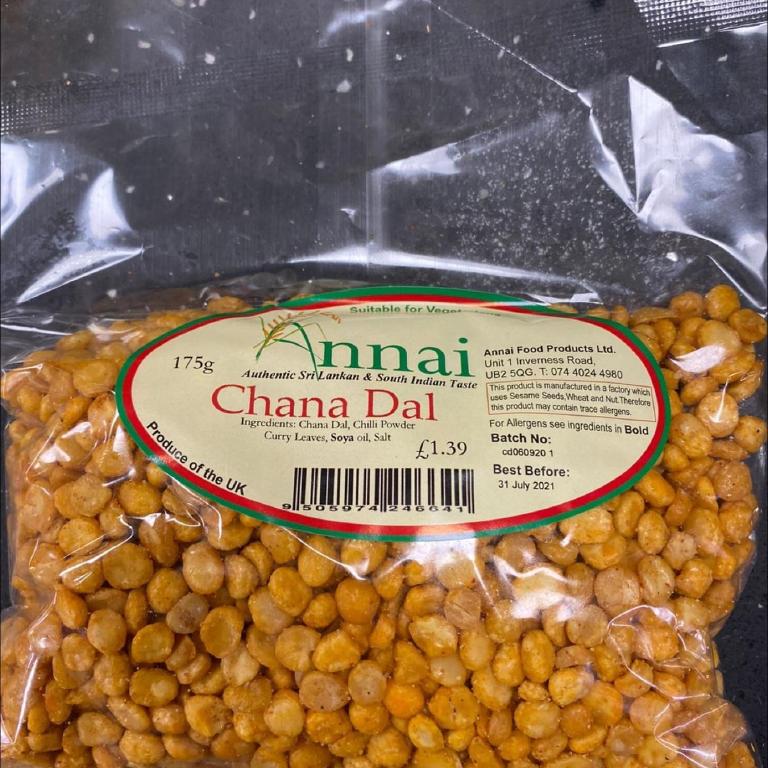 Suitable for
175g
Annai
Authentic Sri Lankan & South Indian Taste
Chana Dal
Ingredients: Chana Dal, Chilli Powder
Curry Leaves, Soya oil, Salt
£1.39
Produce of the UK
9 505974 246641
Annai Food Products Ltd.
Unit 1 Inverness Road,
UB2 5QG. T: 074 4024 4980
This product is manufactured in a factory which
uses Sesame Seeds,Wheat and Nut.Therefore
this product may contain trace allergens.
For Allergens see ingredients in Bold
Batch No:
cd060920 1
Best Before:
31 July 2021